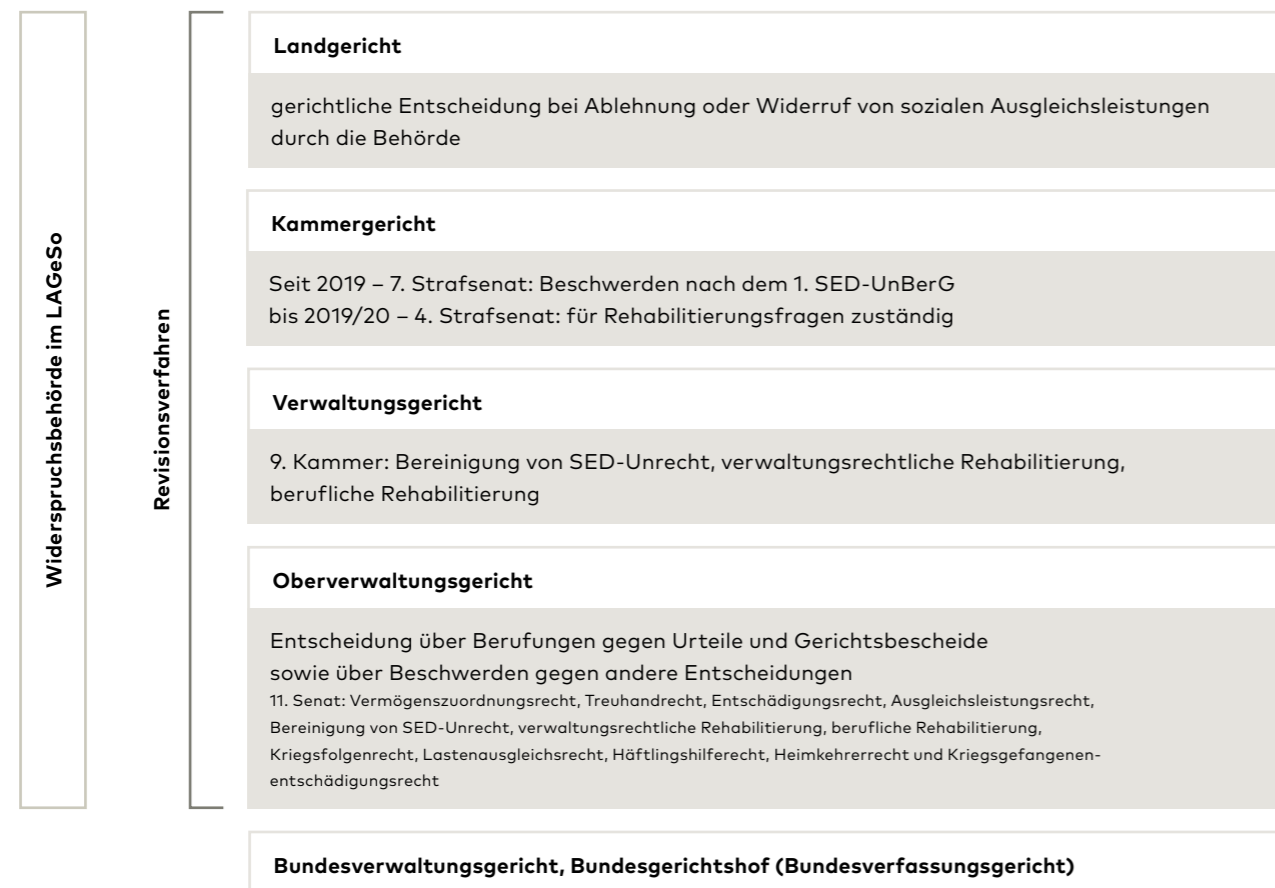 Widerspruchsbehörde im LAGeSo
Revisionsverfahren
Landgericht
gerichtliche Entscheidung bei Ablehnung oder Widerruf von sozialen Ausgleichsleistungen
durch die Behörde
Kammergericht
Seit 2019 – 7. Strafsenat: Beschwerden nach dem 1. SED-UnBerG
bis 2019/20 – 4. Strafsenat: für Rehabilitierungsfragen zuständig
Verwaltungsgericht
9. Kammer: Bereinigung von SED-Unrecht, verwaltungsrechtliche Rehabilitierung,
berufliche Rehabilitierung
Oberverwaltungsgericht
Entscheidung über Berufungen gegen Urteile und Gerichtsbescheide
sowie über Beschwerden gegen andere Entscheidungen
11. Senat: Vermögenszuordnungsrecht, Treuhandrecht, Entschädigungsrecht, Ausgleichsleistungsrecht,
Bereinigung von SED-Unrecht, verwaltungsrechtliche Rehabilitierung, berufliche Rehabilitierung,
Kriegsfolgenrecht, Lastenausgleichsrecht, Häftlingshilferecht, Heimkehrerrecht und Kriegsgefangenen-
entschädigungsrecht
Bundesverwaltungsgericht, Bundesgerichtshof (Bundesverfassungsgericht)